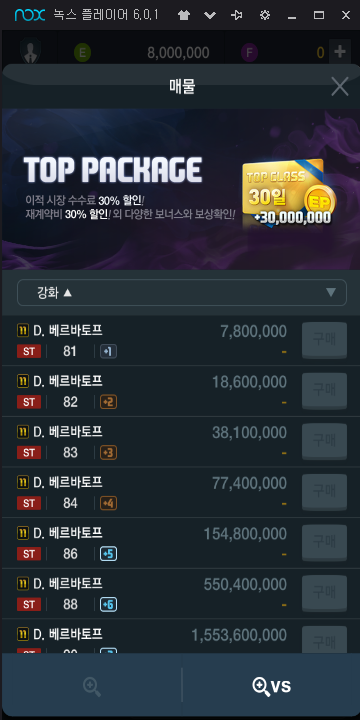 nox 녹스 플레이어 6.0.1
E 8,000,000 F 0 +
매물
TOP PACKAGE
이적 시장 수수료 30% 할인!
재계약비 30% 할인! 외 다양한 보너스와 보상확인!
TOP CLASS
30일
EP
+30,000,000
강화 ▲
11 D. 베르바토프 7,800,000 구매
ST 81 +1 -
11 D. 베르바토프 18,600,000 구매
ST 82 +2 -
11 D. 베르바토프 38,100,000 구매
ST 83 +3 -
11 D. 베르바토프 77,400,000 구매
ST 84 +4 -
11 D. 베르바토프 154,800,000 구매
ST 86 +5 -
11 D. 베르바토프 550,400,000 구매
ST 88 +6 -
11 D. 베르바토프 1,553,600,000 구매
VS